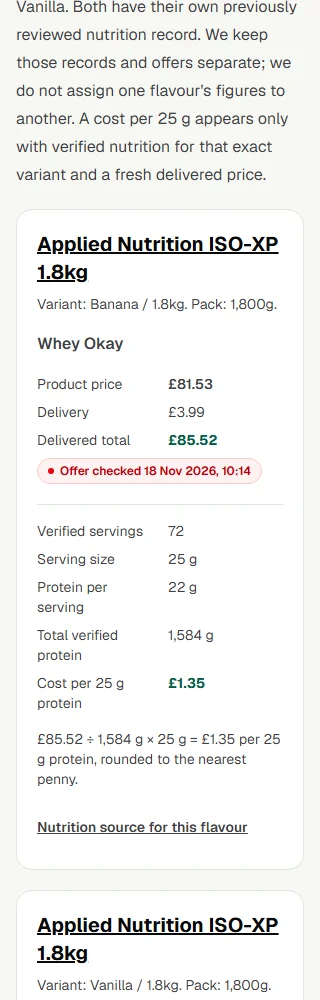 Vanilla. Both have their own previously
reviewed nutrition record. We keep
those records and offers separate; we
do not assign one flavour's figures to
another. A cost per 25 g appears only
with verified nutrition for that exact
variant and a fresh delivered price.
Applied Nutrition ISO-XP
1.8kg
Variant: Banana / 1.8kg. Pack: 1,800g.
Whey Okay
Product price £81.53
Delivery £3.99
Delivered total £85.52
Offer checked 18 Nov 2026, 10:14
Verified servings 72
Serving size 25 g
Protein per 22 g
serving
Total verified 1,584 g
protein
Cost per 25 g £1.35
protein
£85.52 ÷ 1,584 g × 25 g = £1.35 per 25
g protein, rounded to the nearest
penny.
Nutrition source for this flavour
Applied Nutrition ISO-XP
1.8kg
Variant: Vanilla / 1.8kg. Pack: 1,800g.